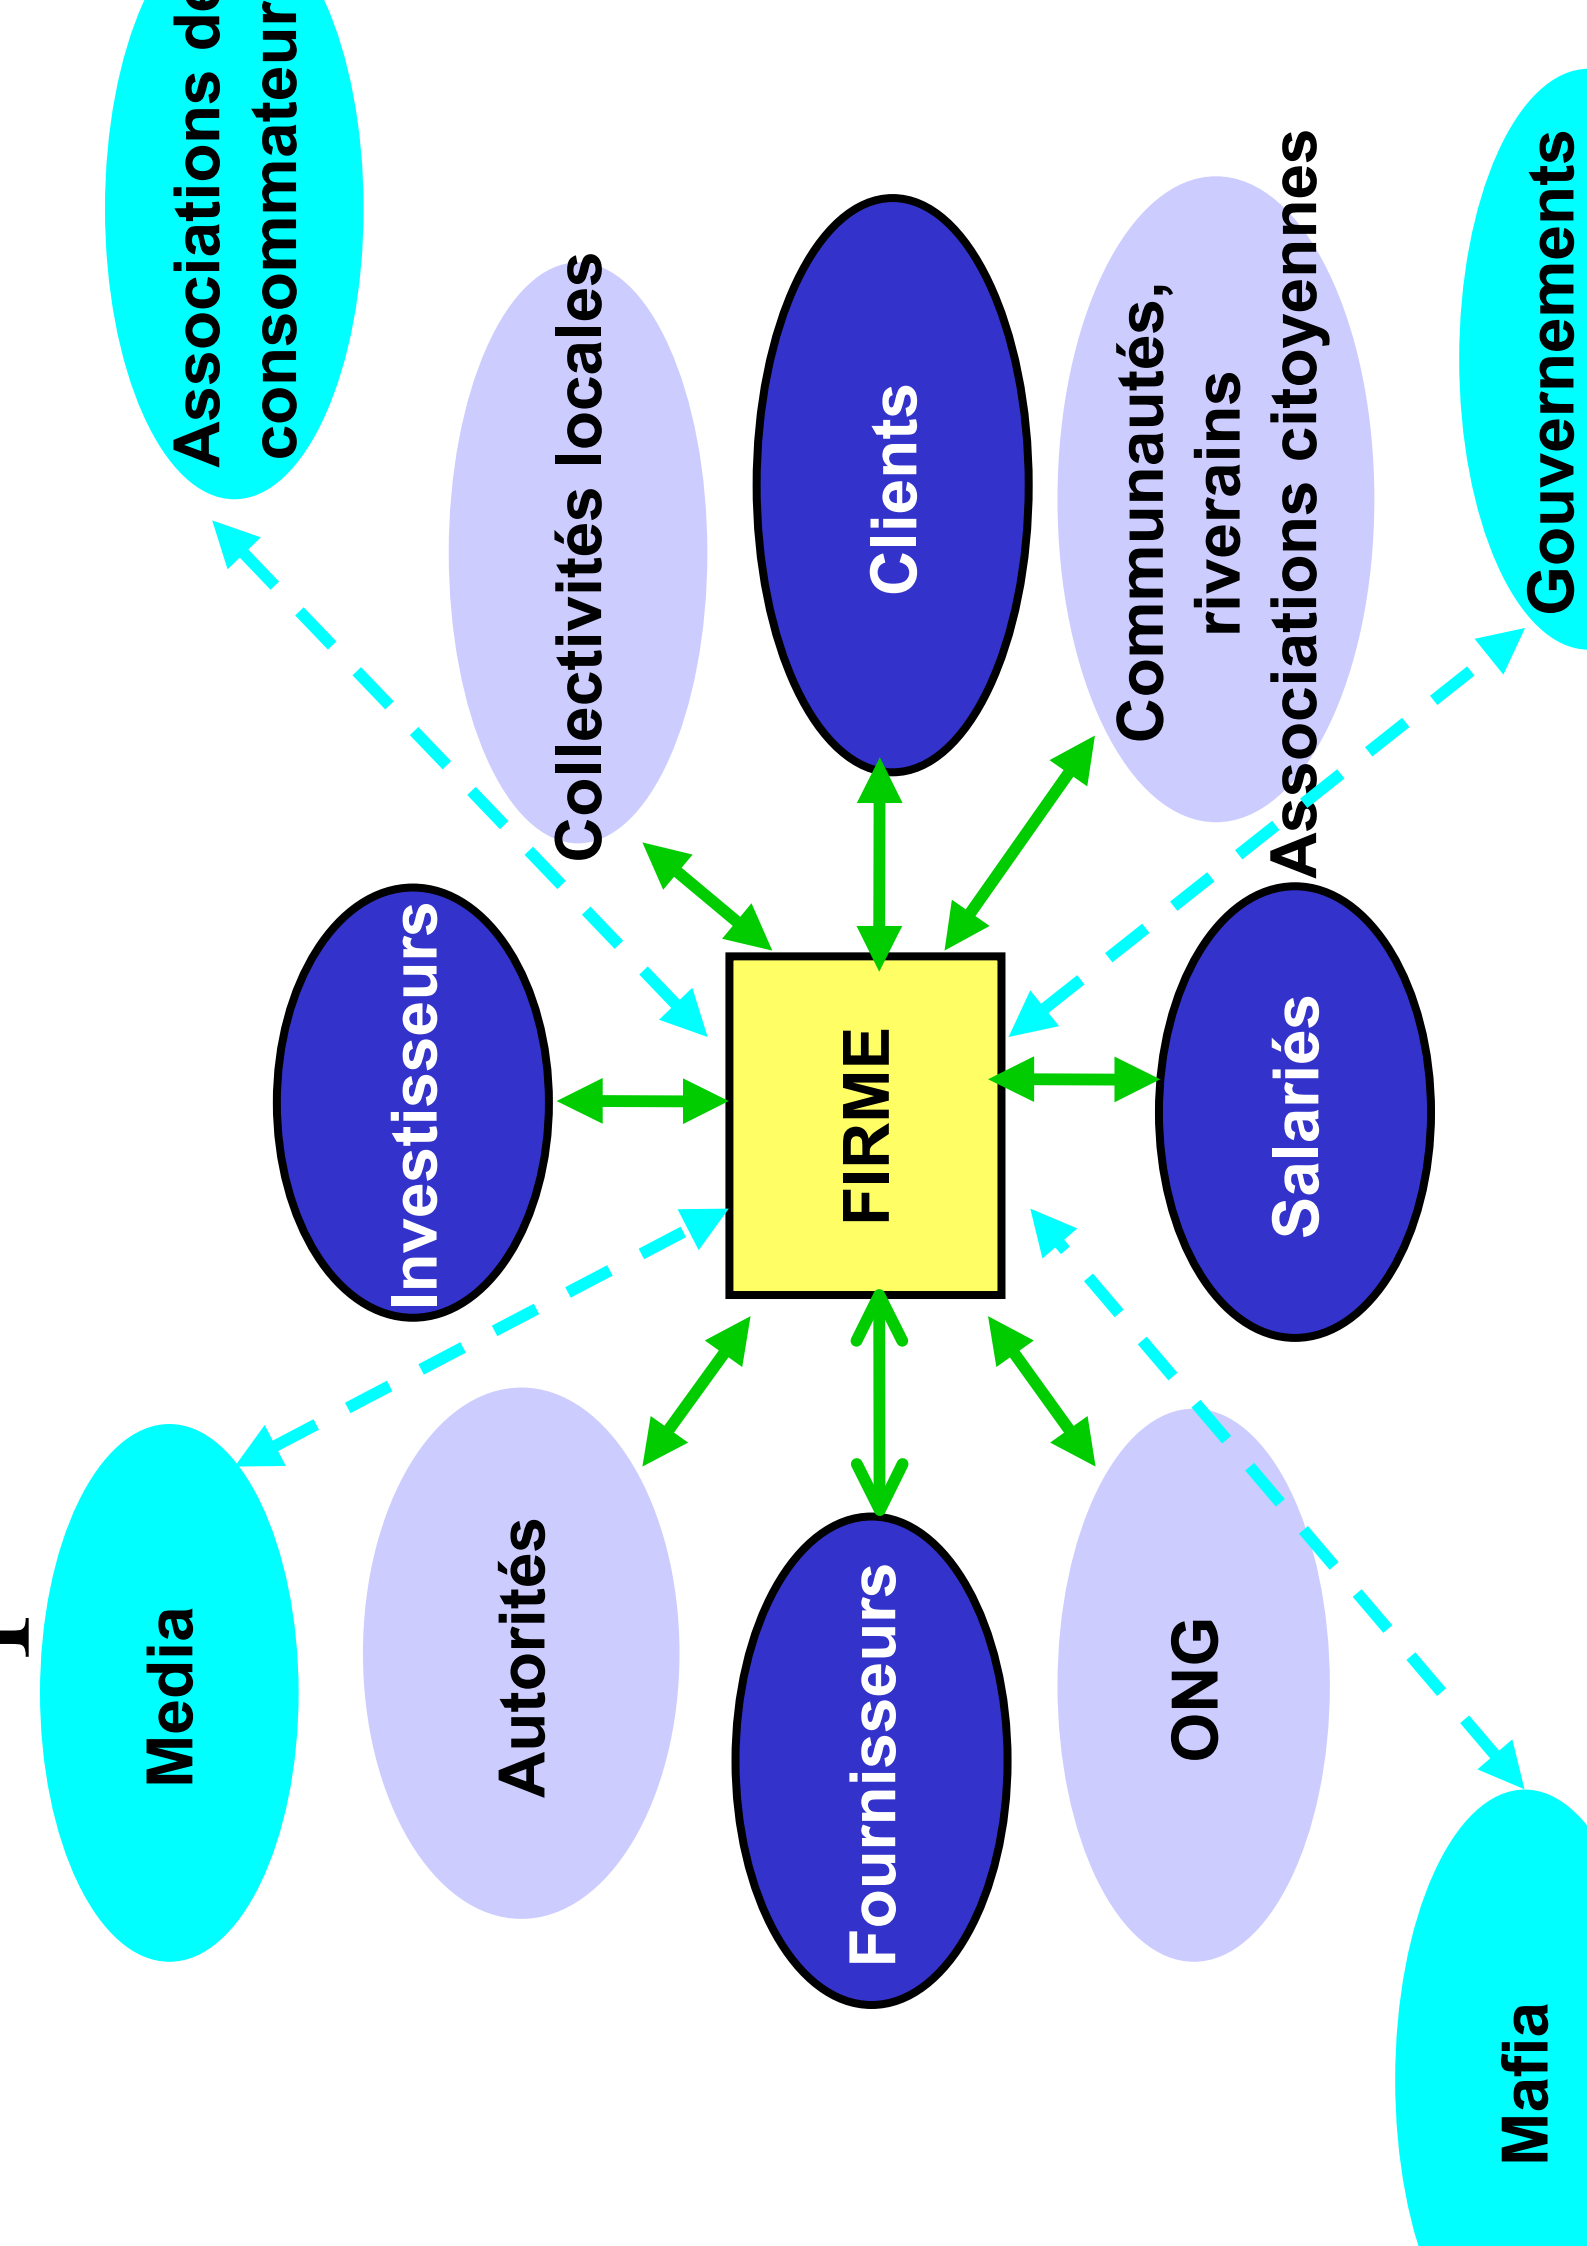 Media
Associations de
consommateur
Investisseurs
Autorités
Collectivités locales
FIRME
Fournisseurs
Clients
Communautés,
riverains
Associations citoyennes
ONG
Salariés
Mafia
Gouvernements